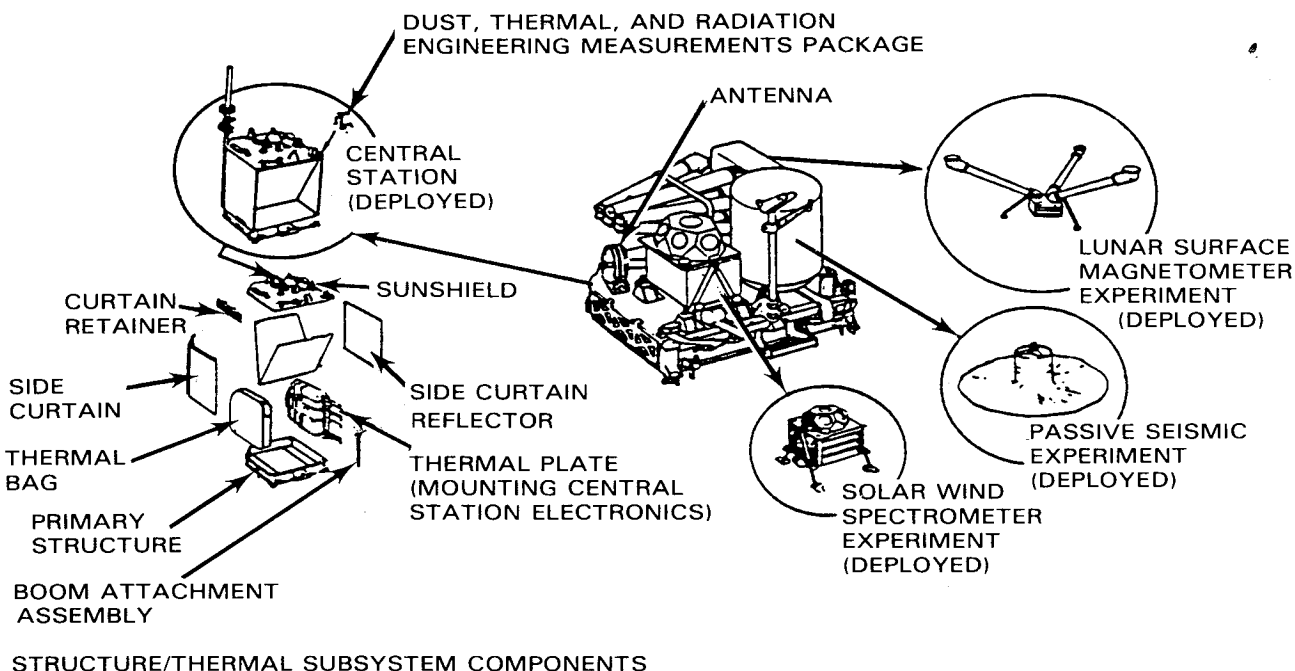 DUST, THERMAL, AND RADIATION
ENGINEERING MEASUREMENTS PACKAGE
ANTENNA
CENTRAL
STATION
(DEPLOYED)
LUNAR SURFACE
MAGNETOMETER
EXPERIMENT
(DEPLOYED)
SUNSHIELD
CURTAIN
RETAINER
SIDE
CURTAIN
SIDE CURTAIN
REFLECTOR
PASSIVE SEISMIC
EXPERIMENT
(DEPLOYED)
THERMAL
BAG
THERMAL PLATE
(MOUNTING CENTRAL
STATION ELECTRONICS)
SOLAR WIND
SPECTROMETER
EXPERIMENT
(DEPLOYED)
PRIMARY
STRUCTURE
BOOM ATTACHMENT
ASSEMBLY
STRUCTURE/THERMAL SUBSYSTEM COMPONENTS